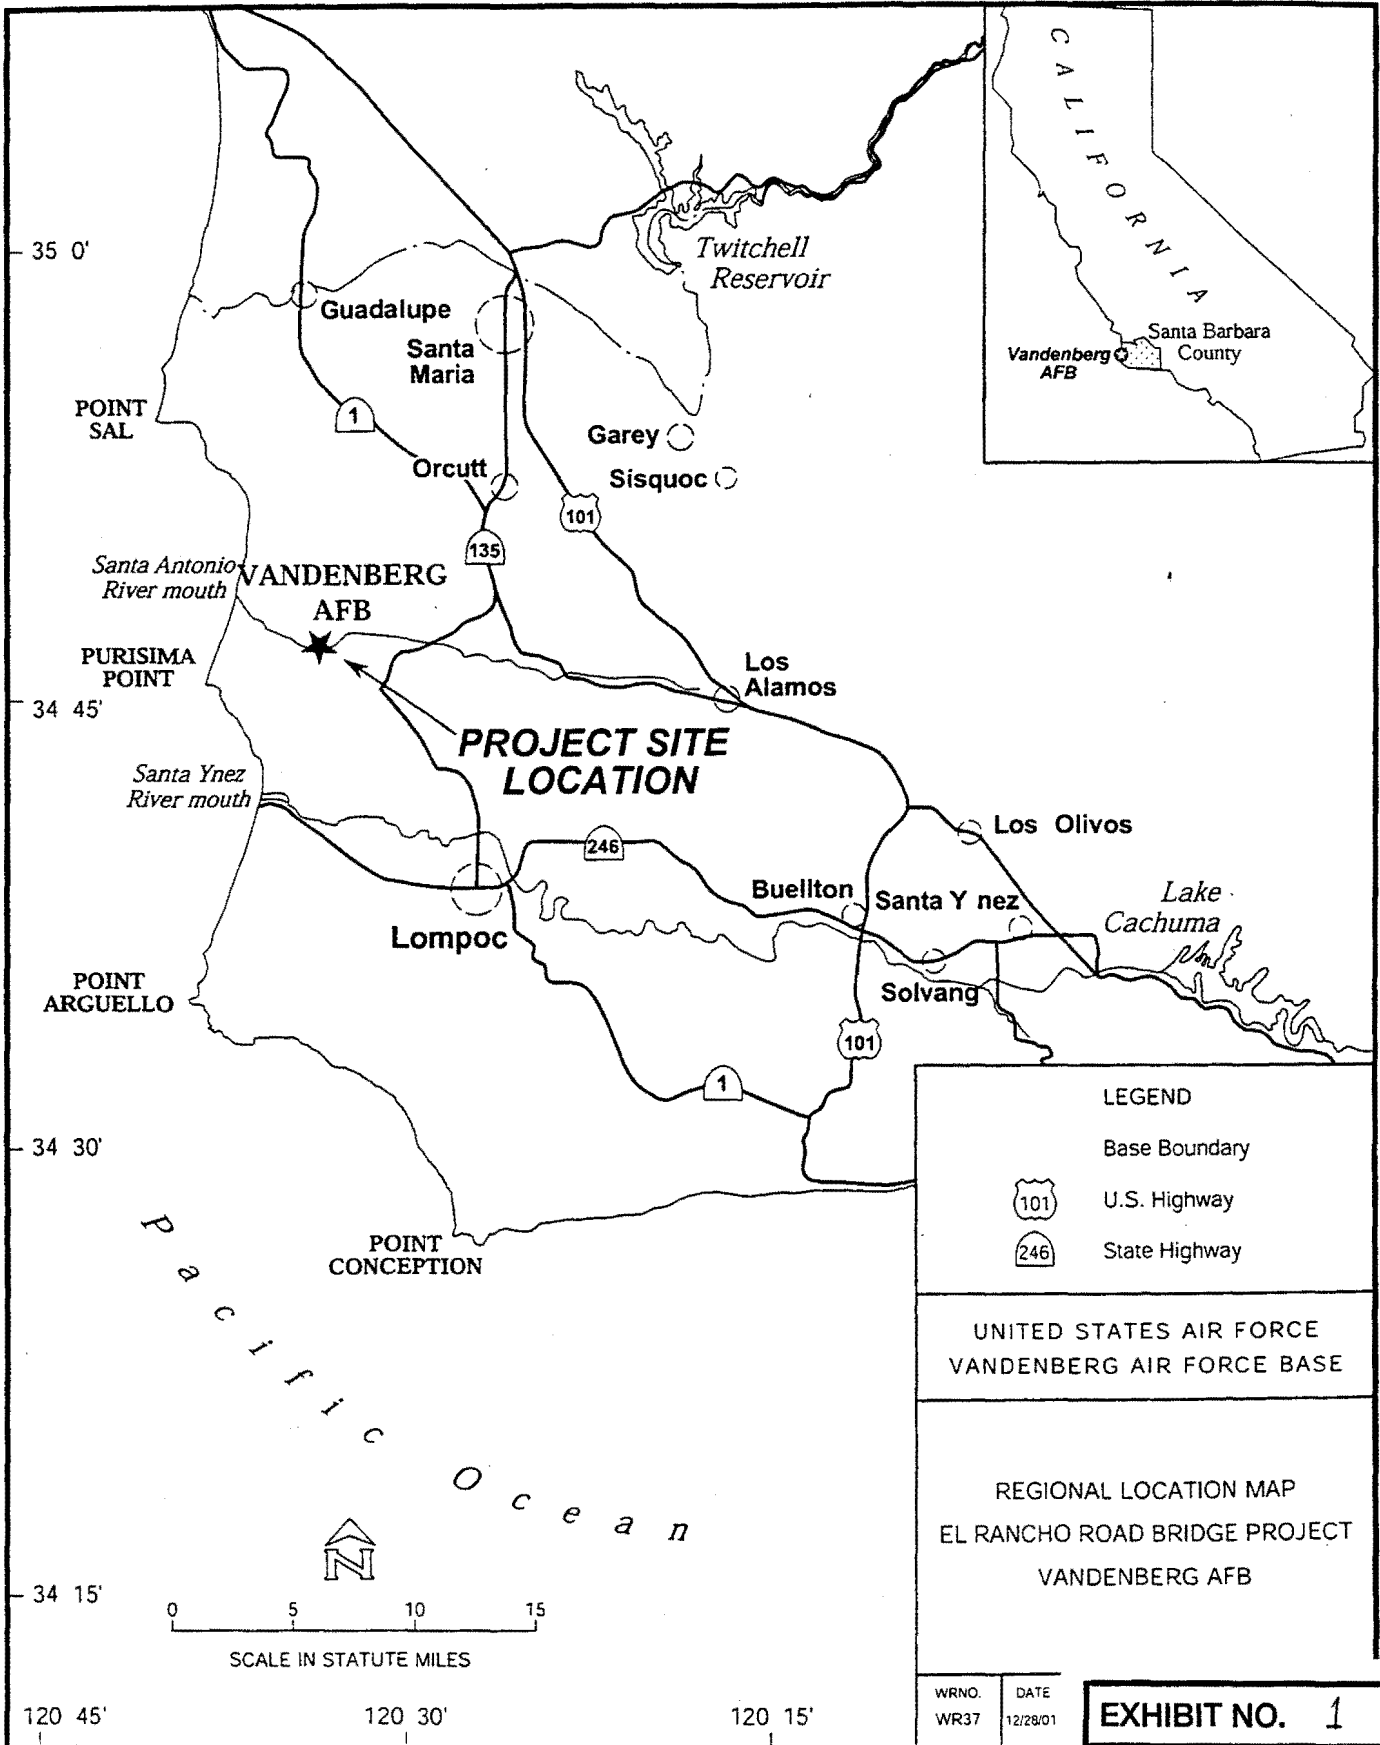 CALIFORNIA
Santa Barbara
County
Vandenberg
AFB
35 0'
Twitchell
Reservoir
Guadalupe
Santa
Maria
POINT
SAL
1
Garey
Orcutt
Sisquoc
101
135
Santa Antonio
River mouth
VANDENBERG
AFB
PURISIMA
POINT
Los
Alamos
34 45'
PROJECT SITE
LOCATION
Santa Ynez
River mouth
246
Los Olivos
Buellton
Santa Y nez
Lake
Cachuma
Lompoc
POINT
ARGUELLO
Solvang
101
1
34 30'
POINT
CONCEPTION
Pacific Ocean
LEGEND
Base Boundary
101 U.S. Highway
246 State Highway
UNITED STATES AIR FORCE
VANDENBERG AIR FORCE BASE
REGIONAL LOCATION MAP
EL RANCHO ROAD BRIDGE PROJECT
VANDENBERG AFB
N
34 15'
0 5 10 15
SCALE IN STATUTE MILES
120 45' 120 30' 120 15'
WRNO.
WR37
DATE
12/28/01
EXHIBIT NO. 1